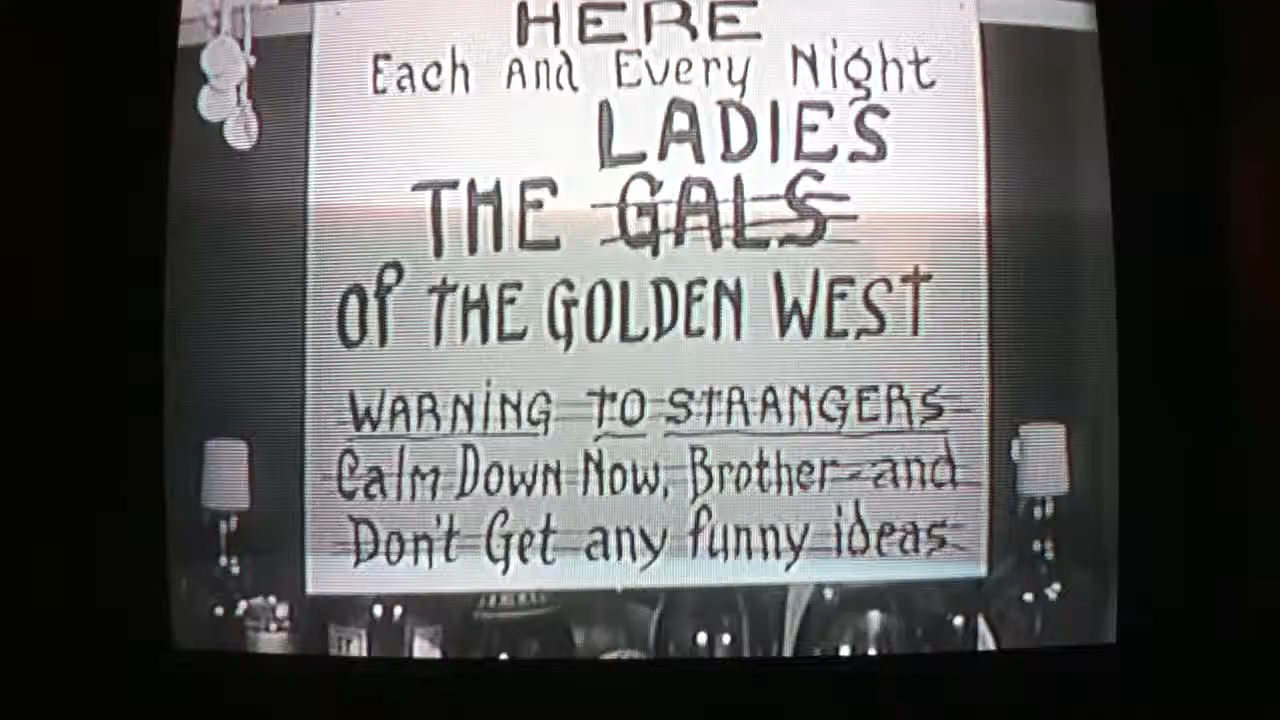 HERE
Each And Every Night
LADIES
THE GALS
of THE GOLDEN WEST
WARNING TO STRANGERS
Calm Down Now, Brother-and
Don't Get any funny ideas